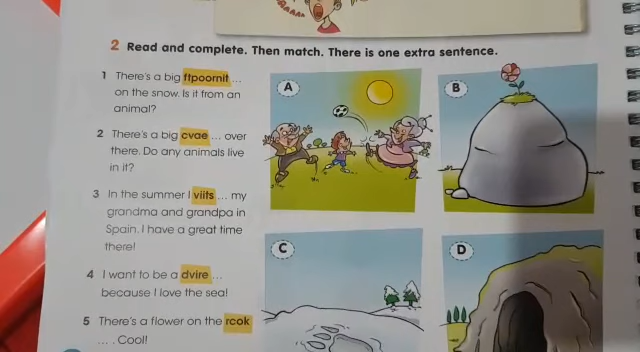 2 Read and complete. Then match. There is one extra sentence.
1 There's a big ftpoornit ...
on the snow. Is it from an
animal?
2 There's a big cvae ... over
there. Do any animals live
in it?
3 In the summer I viits ... my
grandma and grandpa in
Spain. I have a great time
there!
4 I want to be a dvire ...
because I love the sea!
5 There's a flower on the rcok
... . Cool!
A
B
C
D